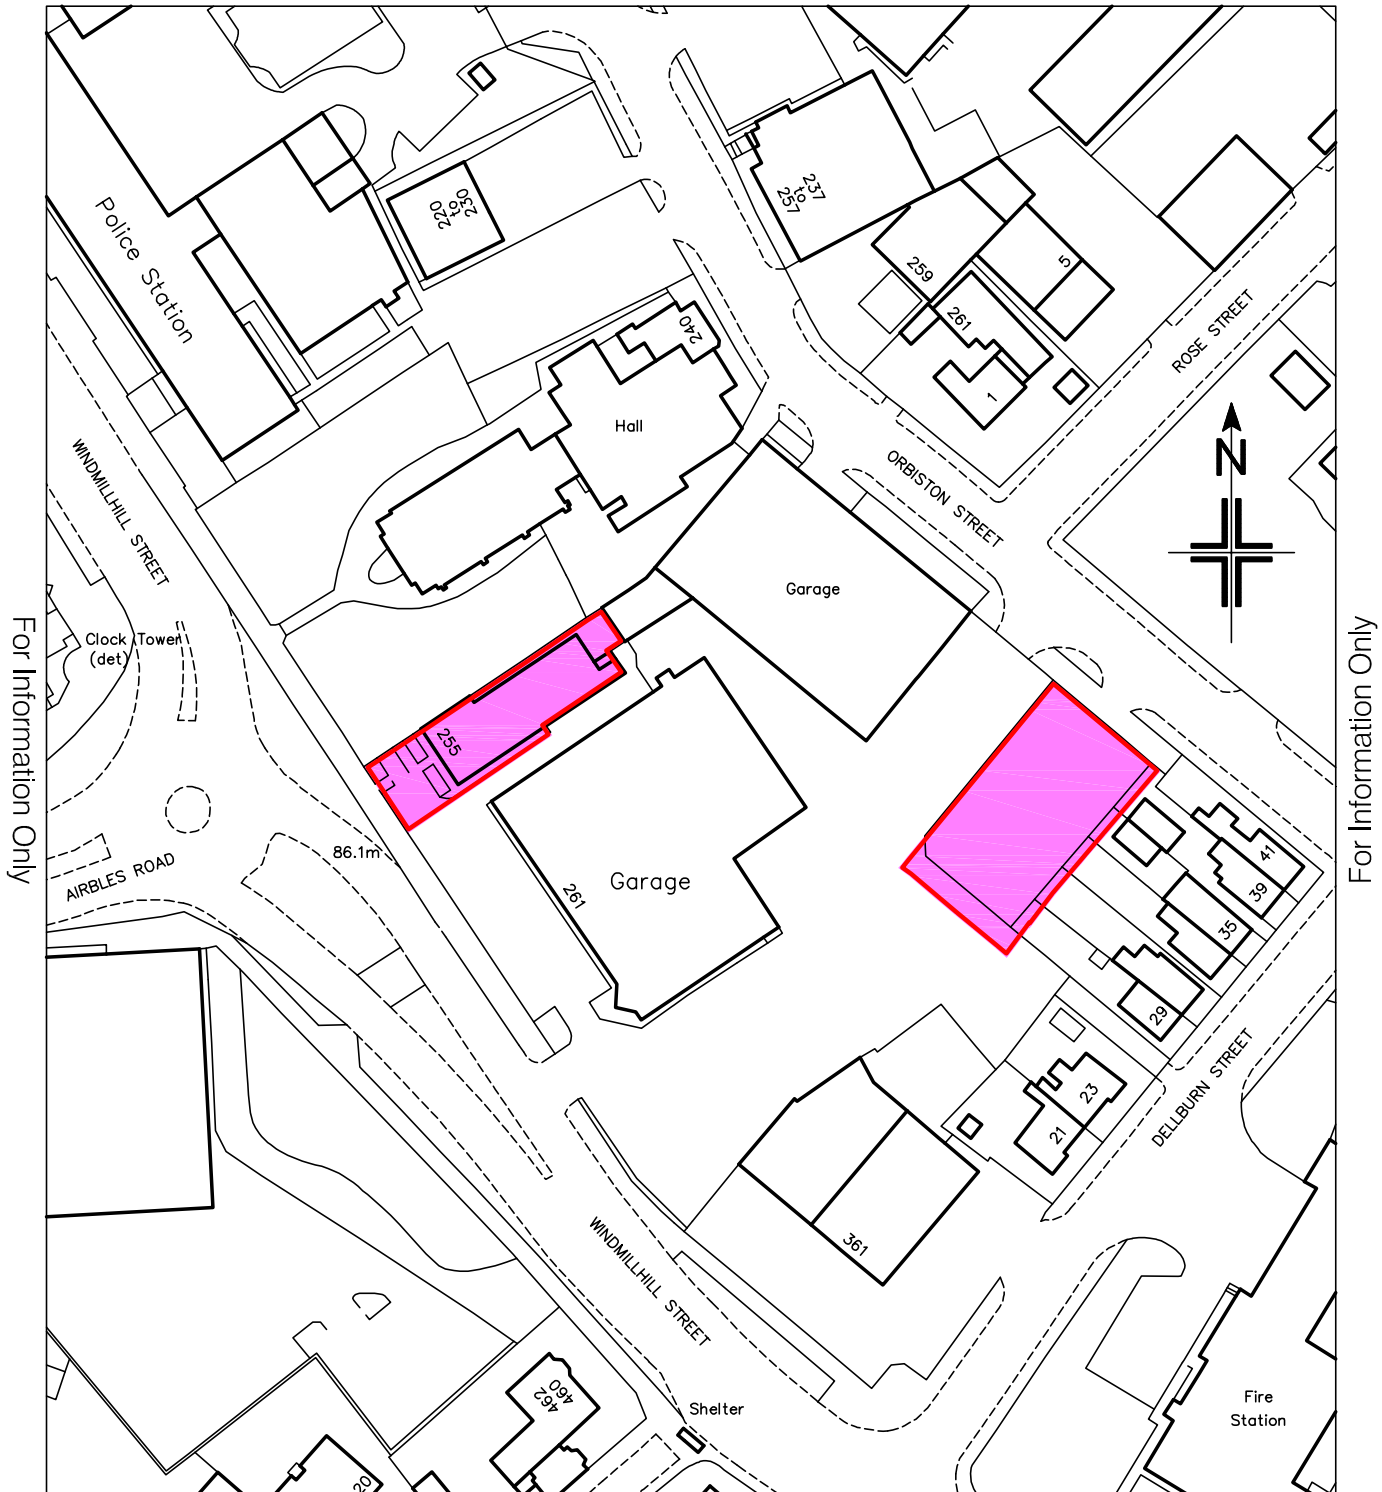 237
to
257
220
to
230
Police Station
259
5
261
240
ROSE STREET
1
Hall
N
WINDMILLHILL STREET
ORBISTON STREET
Garage
For Information Only
For Information Only
Clock Tower
(det)
255
86.1m
AIRBLES ROAD
Garage
261
41
39
35
29
DELLBURN STREET
23
21
361
WINDMILLHILL STREET
460
462
Shelter
Fire
Station
20